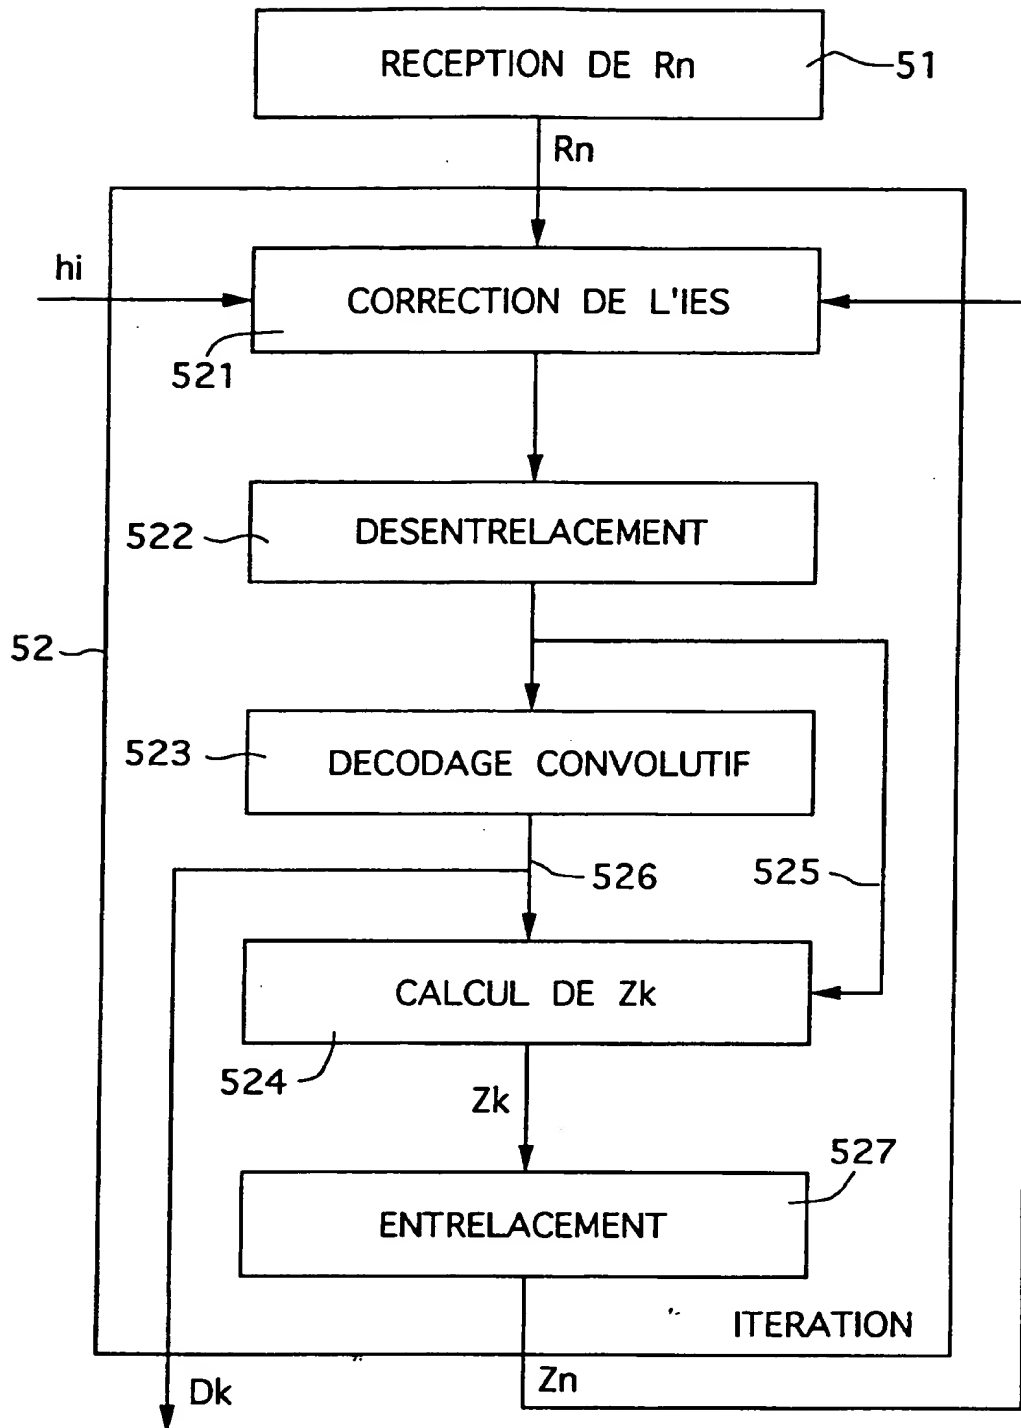 RECEPTION DE Rn
51
Rn
hi
CORRECTION DE L'IES
521
DESENTRELACEMENT
522
52
DECODAGE CONVOLUTIF
523
526
525
CALCUL DE Zk
524
Zk
527
ENTRELACEMENT
ITERATION
Dk
Zn